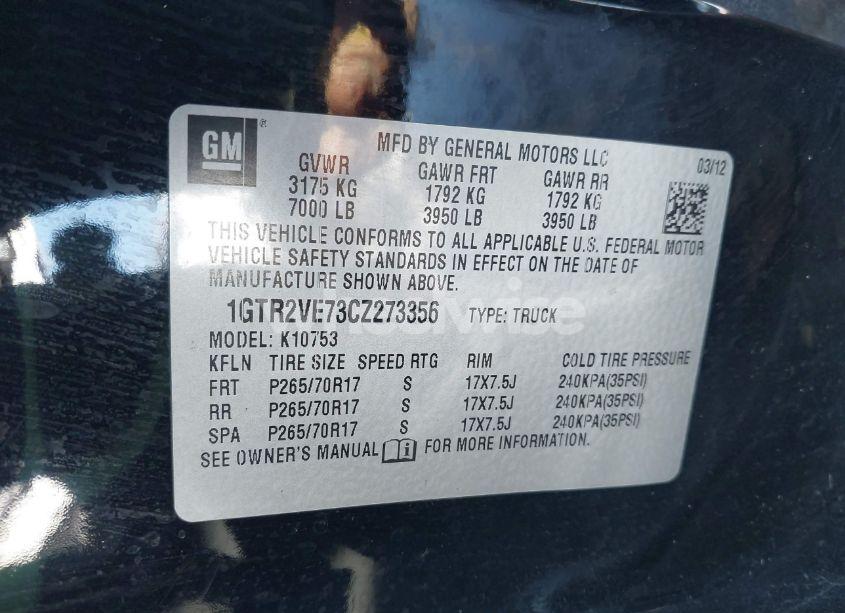 GM
MFD BY GENERAL MOTORS LLC
03/12
GVWR GAWR FRT GAWR RR
3175 KG 1792 KG 1792 KG
7000 LB 3950 LB 3950 LB
THIS VEHICLE CONFORMS TO ALL APPLICABLE U.S. FEDERAL MOTOR
VEHICLE SAFETY STANDARDS IN EFFECT ON THE DATE OF
MANUFACTURE SHOWN ABOVE.
1GTR2VE73CZ273356 TYPE: TRUCK
MODEL: K10753
KFLN TIRE SIZE SPEED RTG RIM COLD TIRE PRESSURE
FRT P265/70R17 S 17X7.5J 240KPA(35PSI)
RR P265/70R17 S 17X7.5J 240KPA(35PSI)
SPA P265/70R17 S 17X7.5J 240KPA(35PSI)
SEE OWNER'S MANUAL FOR MORE INFORMATION.